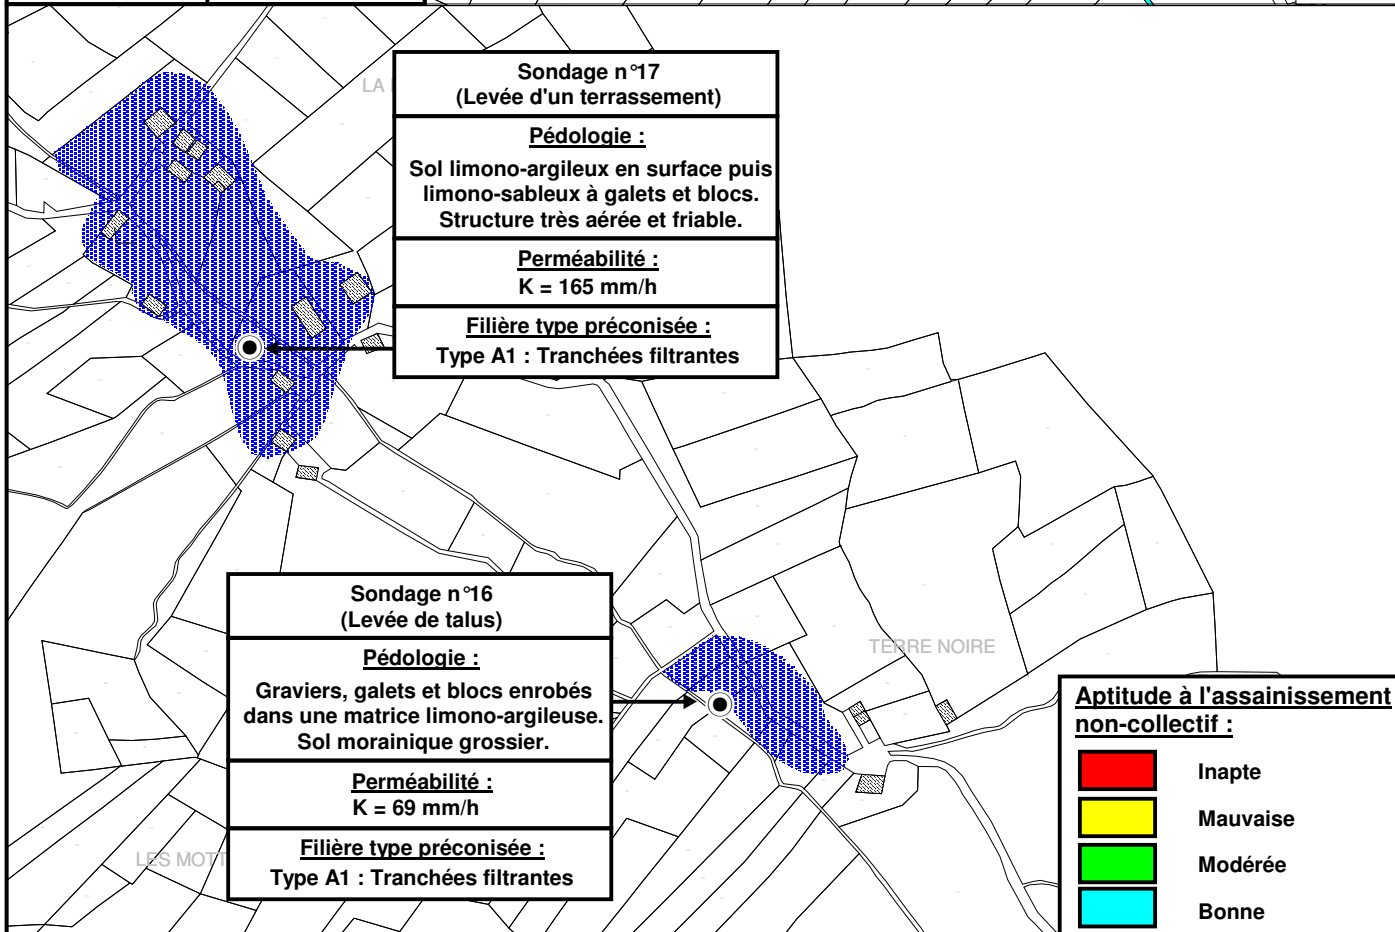 LA
Sondage n°17
(Levée d'un terrassement)
Pédologie :
Sol limono-argileux en surface puis
limono-sableux à galets et blocs.
Structure très aérée et friable.
Perméabilité :
K = 165 mm/h
Filière type préconisée :
Type A1 : Tranchées filtrantes
Sondage n°16
(Levée de talus)
Pédologie :
Graviers, galets et blocs enrobés
dans une matrice limono-argileuse.
Sol morainique grossier.
Perméabilité :
K = 69 mm/h
Filière type préconisée :
Type A1 : Tranchées filtrantes
TERRE NOIRE
LES MOTT
Aptitude à l'assainissement
non-collectif :
Inapte
Mauvaise
Modérée
Bonne